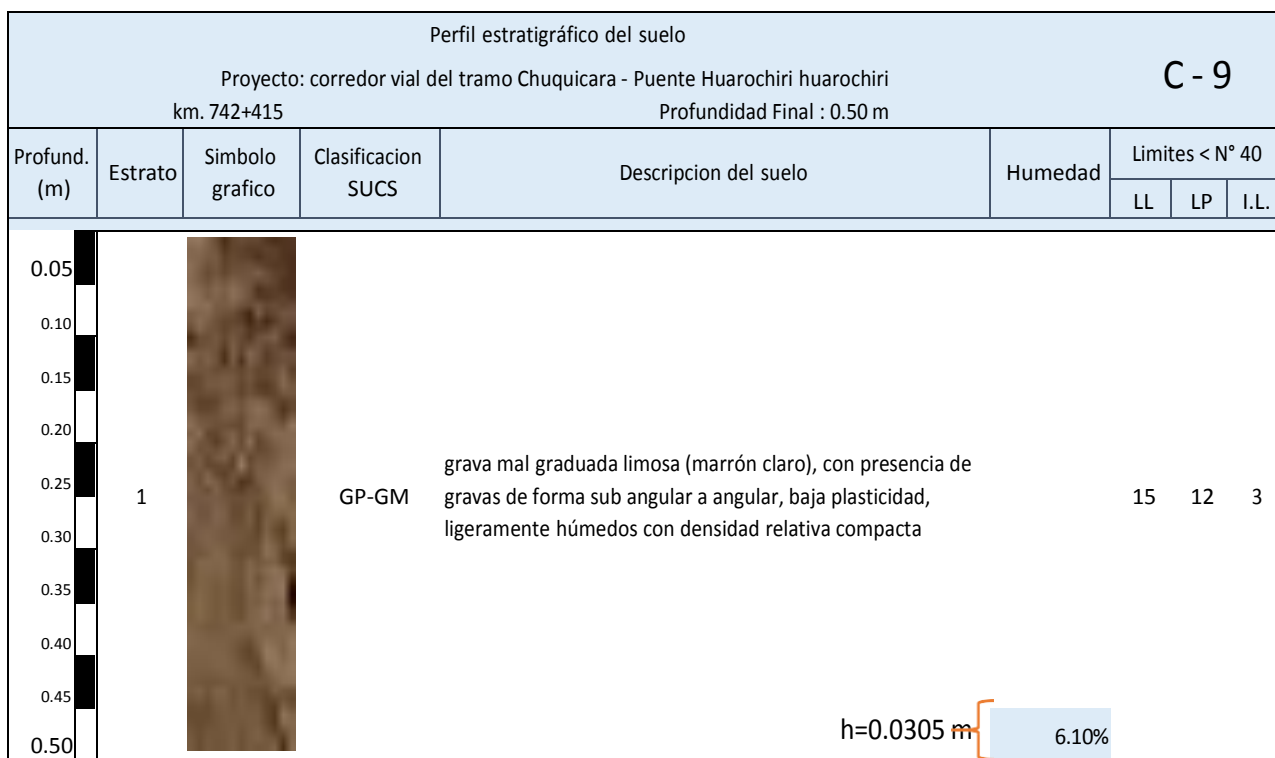 Perfil estratigráfico del suelo
Proyecto: corredor vial del tramo Chuquicara - Puente Huarochiri huarochiri
C - 9
km. 742+415 Profundidad Final : 0.50 m
Profund. (m)
Estrato
Simbolo grafico
Clasificacion SUCS
Descripcion del suelo
Humedad
Limites < N° 40
LL LP I.L.
0.05
0.10
0.15
0.20
0.25
0.30
0.35
0.40
0.45
0.50
1
GP-GM
grava mal graduada limosa (marrón claro), con presencia de
gravas de forma sub angular a angular, baja plasticidad,
ligeramente húmedos con densidad relativa compacta
15 12 3
h=0.0305 m
6.10%